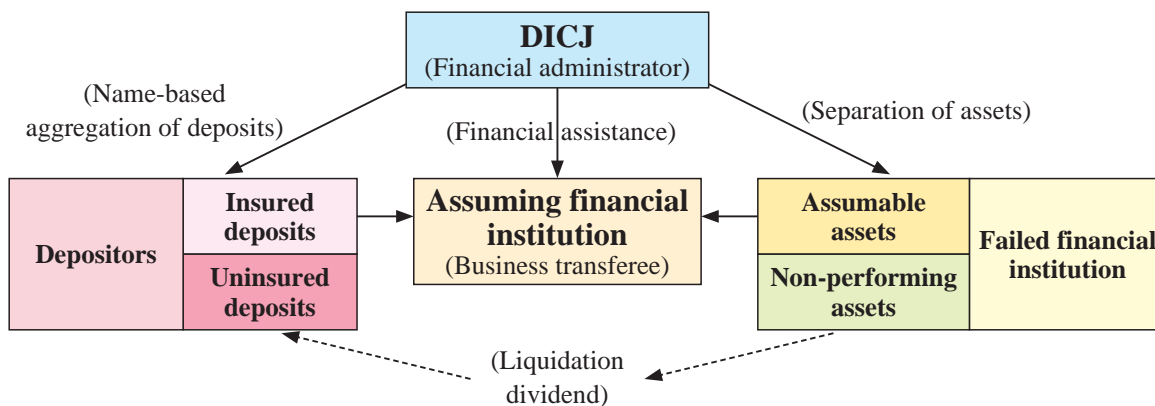 DICJ
(Financial administrator)
(Name-based
aggregation of deposits)
(Financial assistance)
(Separation of assets)
Depositors
Insured
deposits
Uninsured
deposits
Assuming financial
institution
(Business transferee)
Assumable
assets
Non-performing
assets
Failed financial
institution
(Liquidation
dividend)